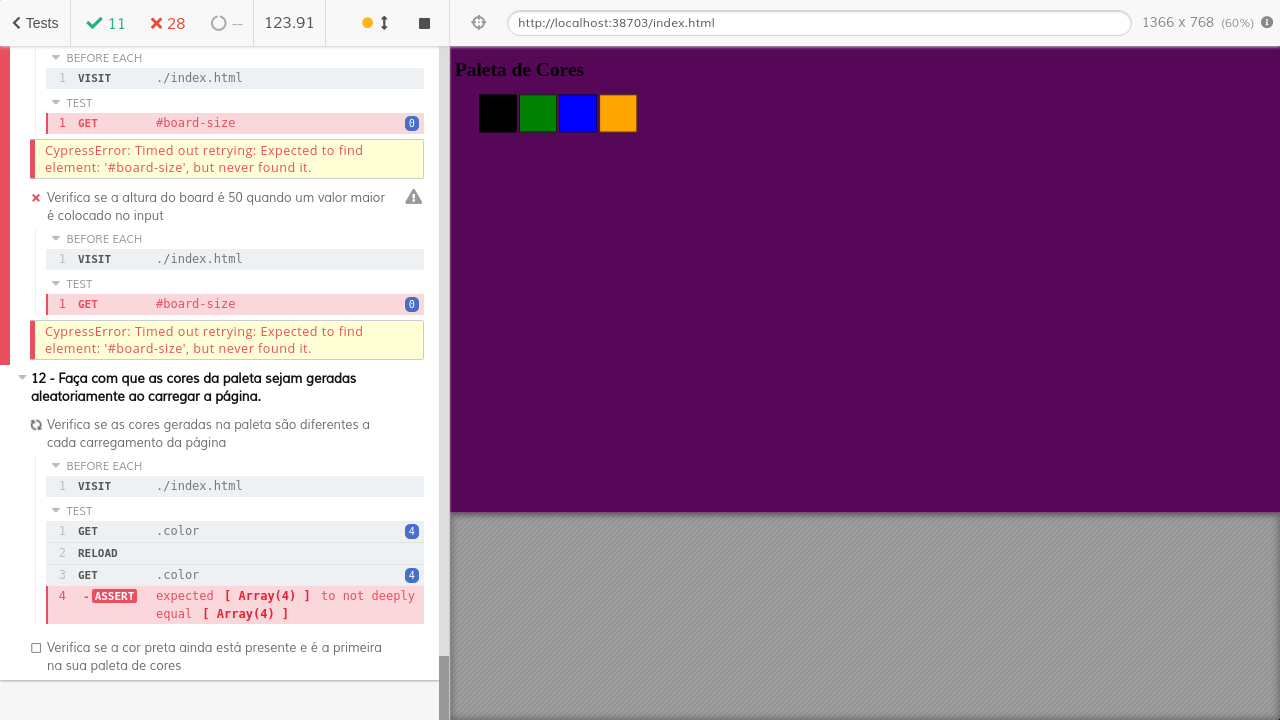 Tests
11
28
--
123.91
http://localhost:38703/index.html
1366 x 768 (60%)
BEFORE EACH
1 VISIT ./index.html
TEST
1 GET #board-size 0
CypressError: Timed out retrying: Expected to find
element: '#board-size', but never found it.
Verifica se a altura do board é 50 quando um valor maior
é colocado no input
BEFORE EACH
1 VISIT ./index.html
TEST
1 GET #board-size 0
CypressError: Timed out retrying: Expected to find
element: '#board-size', but never found it.
12 - Faça com que as cores da paleta sejam geradas
aleatoriamente ao carregar a página.
Verifica se as cores geradas na paleta são diferentes a
cada carregamento da página
BEFORE EACH
1 VISIT ./index.html
TEST
1 GET .color 4
2 RELOAD
3 GET .color 4
4 -ASSERT expected [ Array(4) ] to not deeply
equal [ Array(4) ]
Verifica se a cor preta ainda está presente e é a primeira
na sua paleta de cores
Paleta de Cores